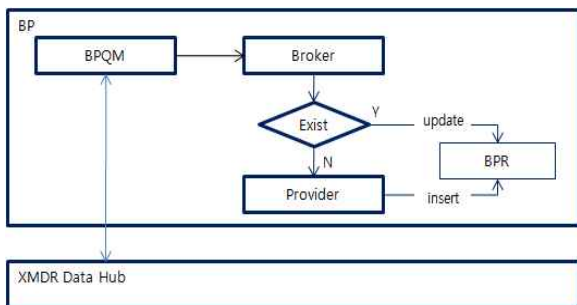 BP
BPQM
Broker
Exist
Y
update
BPR
N
Provider
insert
XMDR Data Hub